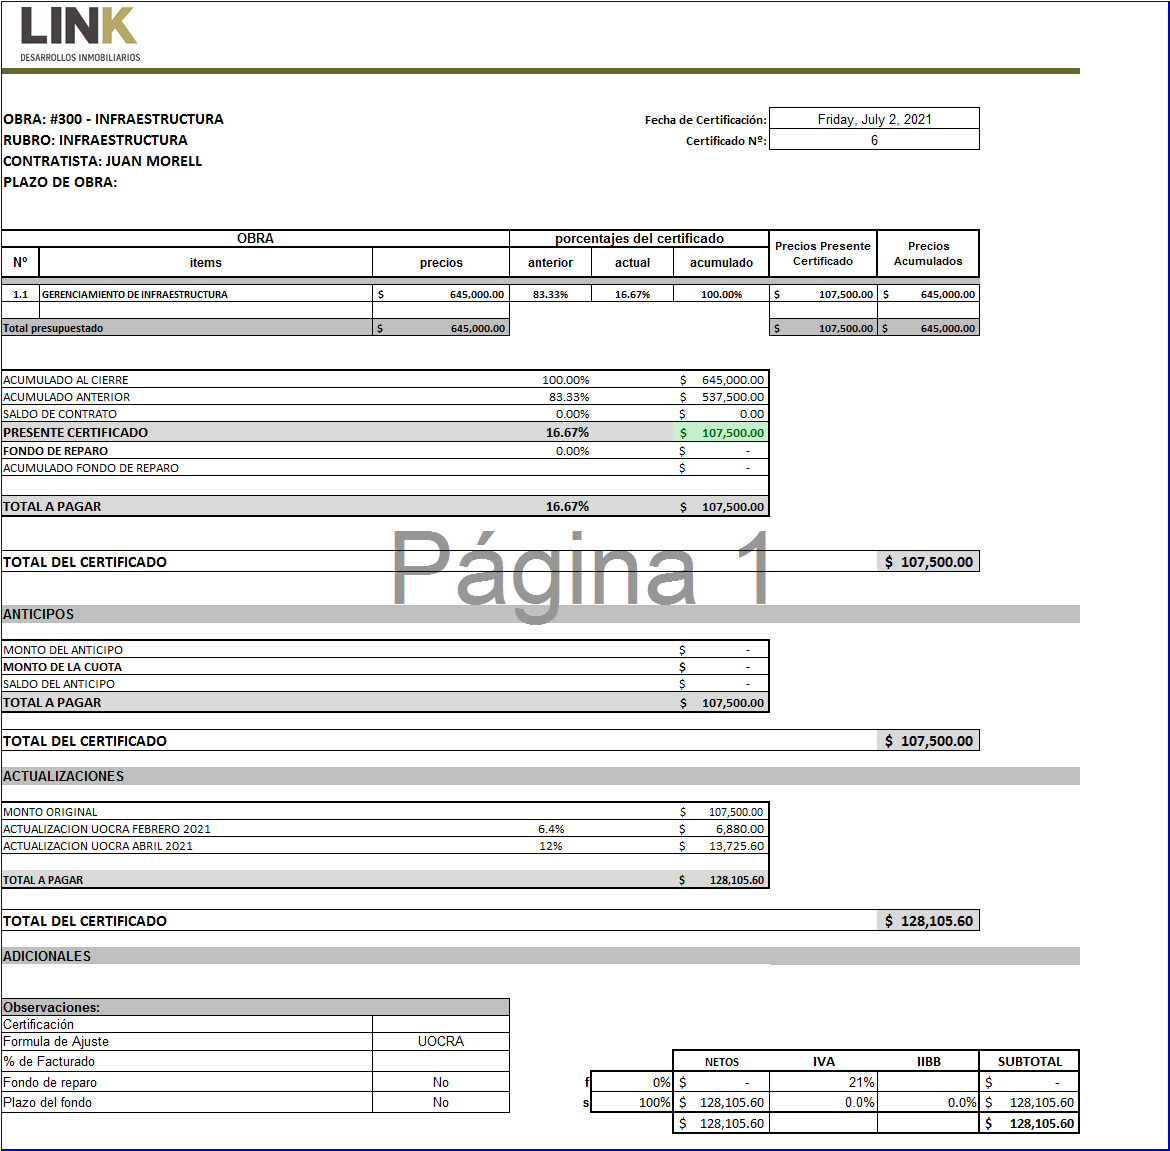 LINK
DESARROLLOS INMOBILIARIOS
OBRA: #300 - INFRAESTRUCTURA
Fecha de Certificación: Friday, July 2, 2021
RUBRO: INFRAESTRUCTURA
Certificado Nº: 6
CONTRATISTA: JUAN MORELL
PLAZO DE OBRA:
OBRA porcentajes del certificado Precios Presente Certificado Precios Acumulados
Nº items precios anterior actual acumulado
1.1 GERENCIAMIENTO DE INFRAESTRUCTURA $ 645,000.00 83.33% 16.67% 100.00% $ 107,500.00 $ 645,000.00
Total presupuestado $ 645,000.00 $ 107,500.00 $ 645,000.00
ACUMULADO AL CIERRE 100.00% $ 645,000.00
ACUMULADO ANTERIOR 83.33% $ 537,500.00
SALDO DE CONTRATO 0.00% $ 0.00
PRESENTE CERTIFICADO 16.67% $ 107,500.00
FONDO DE REPARO 0.00% $ -
ACUMULADO FONDO DE REPARO $ -
TOTAL A PAGAR 16.67% $ 107,500.00
Página 1
TOTAL DEL CERTIFICADO $ 107,500.00
ANTICIPOS
MONTO DEL ANTICIPO $ -
MONTO DE LA CUOTA $ -
SALDO DEL ANTICIPO $ -
TOTAL A PAGAR $ 107,500.00
TOTAL DEL CERTIFICADO $ 107,500.00
ACTUALIZACIONES
MONTO ORIGINAL $ 107,500.00
ACTUALIZACION UOCRA FEBRERO 2021 6.4% $ 6,880.00
ACTUALIZACION UOCRA ABRIL 2021 12% $ 13,725.60
TOTAL A PAGAR $ 128,105.60
TOTAL DEL CERTIFICADO $ 128,105.60
ADICIONALES
Observaciones:
Certificación
Formula de Ajuste UOCRA
% de Facturado
Fondo de reparo No
Plazo del fondo No
NETOS IVA IIBB SUBTOTAL
f 0% $ - 21% $ -
s 100% $ 128,105.60 0.0% 0.0% $ 128,105.60
$ 128,105.60 $ 128,105.60